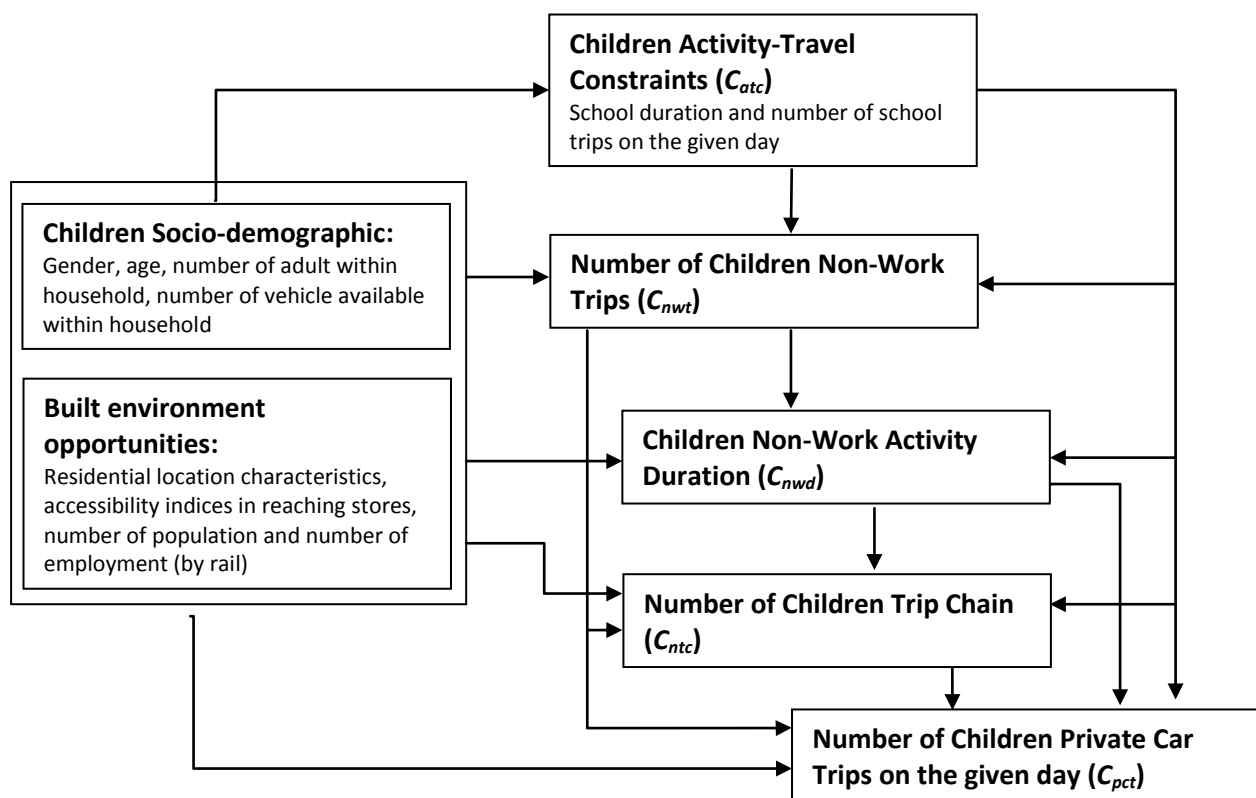 Children Activity-Travel
Constraints (Catc)
School duration and number of school
trips on the given day
Children Socio-demographic:
Gender, age, number of adult within
household, number of vehicle available
within household
Number of Children Non-Work
Trips (Cnwt)
Built environment
opportunities:
Residential location characteristics,
accessibility indices in reaching stores,
number of population and number of
employment (by rail)
Children Non-Work Activity
Duration (Cnwd)
Number of Children Trip Chain
(Cntc)
Number of Children Private Car
Trips on the given day (Cpct)